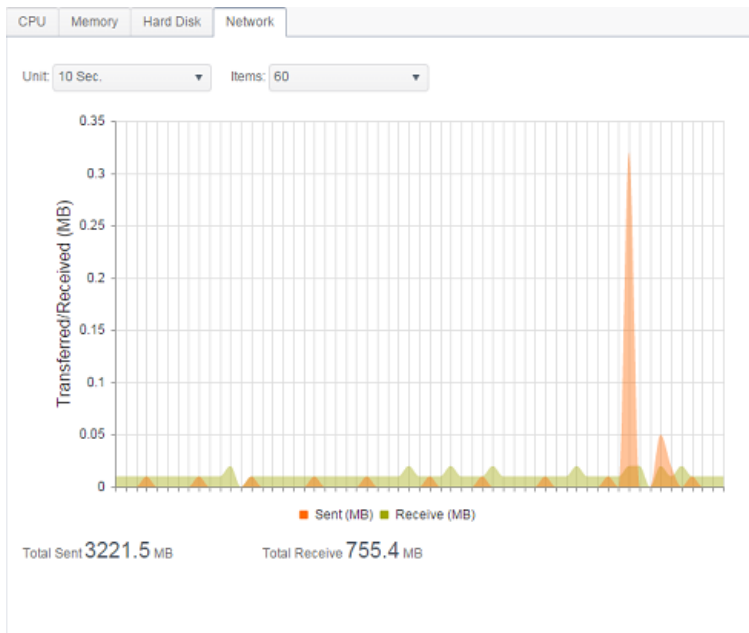 CPU Memory Hard Disk Network
Unit: 10 Sec. Items: 60
Transferred/Received (MB)
0.35
0.3
0.25
0.2
0.15
0.1
0.05
0
Sent (MB) Receive (MB)
Total Sent 3221.5 MB Total Receive 755.4 MB